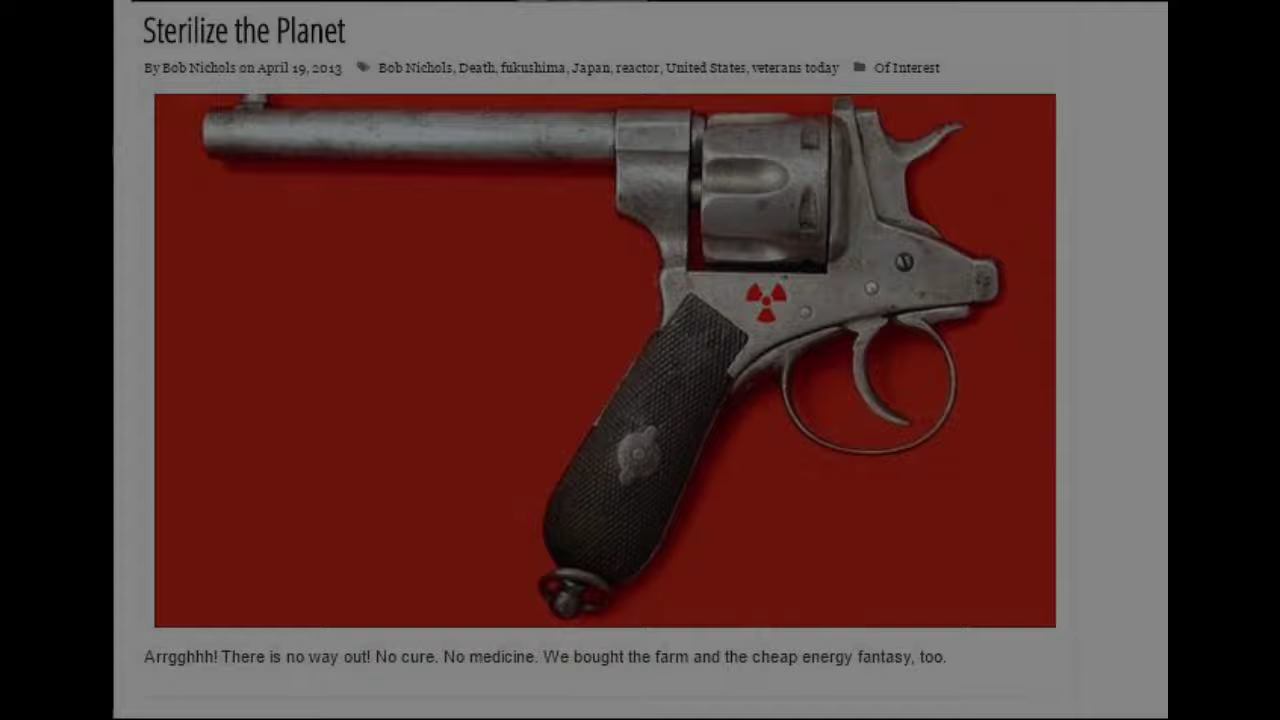 Sterilize the Planet
By Bob Nichols on April 19, 2013 Bob Nichols, Death, fukushima, Japan, reactor, United States, veterans today Of Interest
Arrgghhh! There is no way out! No cure. No medicine. We bought the farm and the cheap energy fantasy, too.